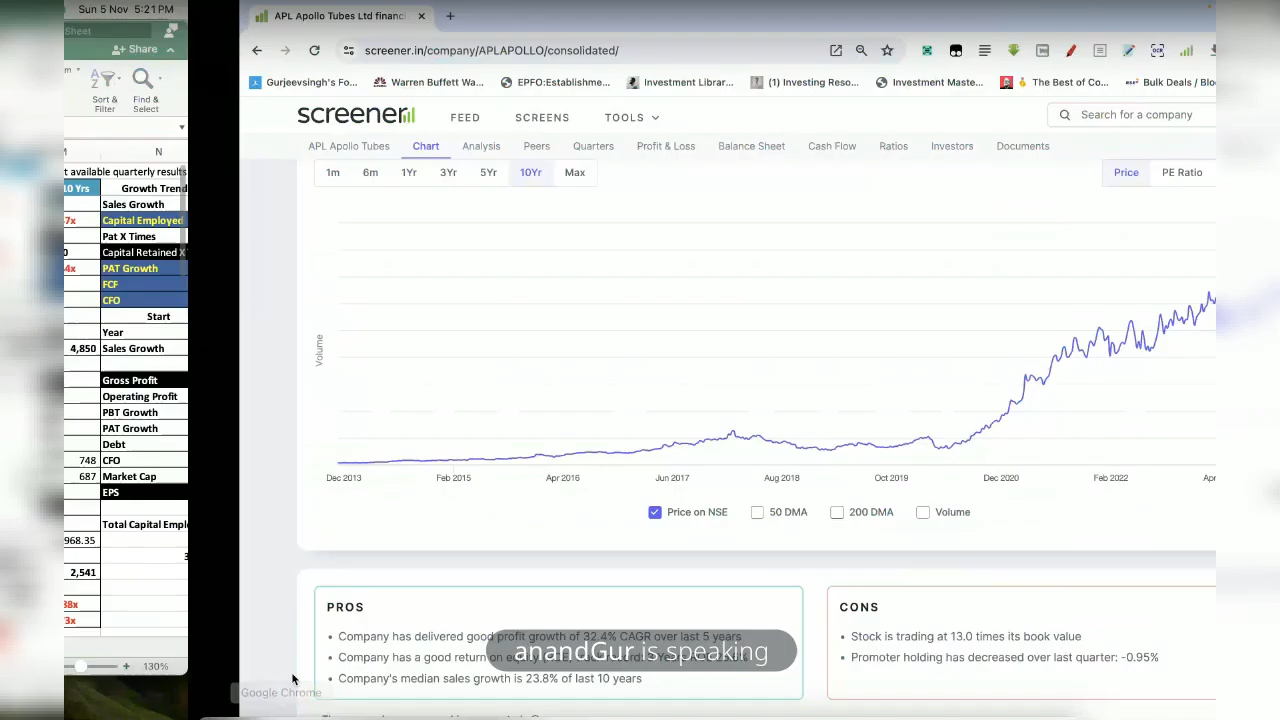 Sun 5 Nov 5:21 PM
Sheet
Share
Sort & Filter
Find & Select
N
t available quarterly results
10 Yrs
Growth Trend
Sales Growth
7x
Capital Employed
Pat X Times
0
Capital Retained X
4x
PAT Growth
FCF
CFO
Start
Year
4,850
Sales Growth
Gross Profit
Operating Profit
PBT Growth
PAT Growth
Debt
748
CFO
687
Market Cap
EPS
Total Capital Empl
968.35
2,541
38x
73x
130%
APL Apollo Tubes Ltd financi
screener.in/company/APLAPOLLO/consolidated/
Gurjeevsingh's Fo...
Warren Buffett Wa...
EPFO:Establishme...
Investment Librar...
(1) Investing Reso...
Investment Maste...
The Best of Co...
Bulk Deals / Blo
screener
FEED
SCREENS
TOOLS
Search for a company
APL Apollo Tubes
Chart
Analysis
Peers
Quarters
Profit & Loss
Balance Sheet
Cash Flow
Ratios
Investors
Documents
1m
6m
1Yr
3Yr
5Yr
10Yr
Max
Price
PE Ratio
Volume
Dec 2013
Feb 2015
Apr 2016
Jun 2017
Aug 2018
Oct 2019
Dec 2020
Feb 2022
Apr
Price on NSE
50 DMA
200 DMA
Volume
PROS
Company has delivered good profit growth of 32.4% CAGR over last 5 years
Company has a good return on
Company's median sales growth is 23.8% of last 10 years
CONS
Stock is trading at 13.0 times its book value
Promoter holding has decreased over last quarter: -0.95%
anandGur is speaking
Google Chrome